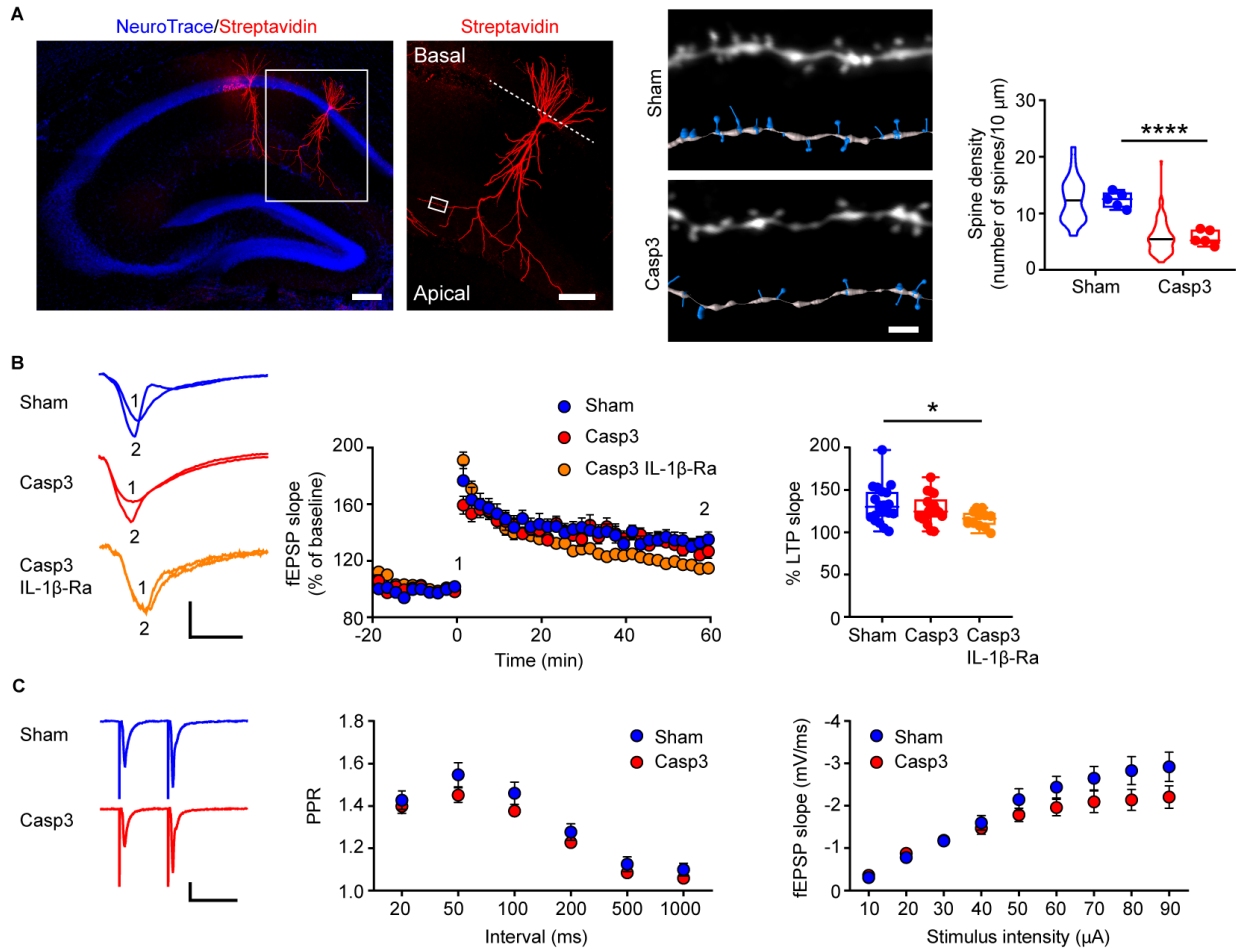 A
NeuroTrace/Streptavidin
Streptavidin
Basal
Apical
Sham
Casp3
Spine density
(number of spines/10 μm)
30
20
10
0
****
Sham
Casp3
B
Sham
1
2
Casp3
1
2
Casp3
IL-1β-Ra
1
2
Sham
Casp3
Casp3 IL-1β-Ra
fEPSP slope
(% of baseline)
200
160
120
80
1
2
-20
0
20
40
60
Time (min)
*
% LTP slope
200
150
100
50
0
Sham
Casp3
Casp3
IL-1β-Ra
C
Sham
Casp3
PPR
1.8
1.6
1.4
1.2
1.0
Sham
Casp3
20
50
100
200
500
1000
Interval (ms)
fEPSP slope (mV/ms)
-4
-3
-2
-1
0
Sham
Casp3
10
20
30
40
50
60
70
80
90
Stimulus intensity (μA)